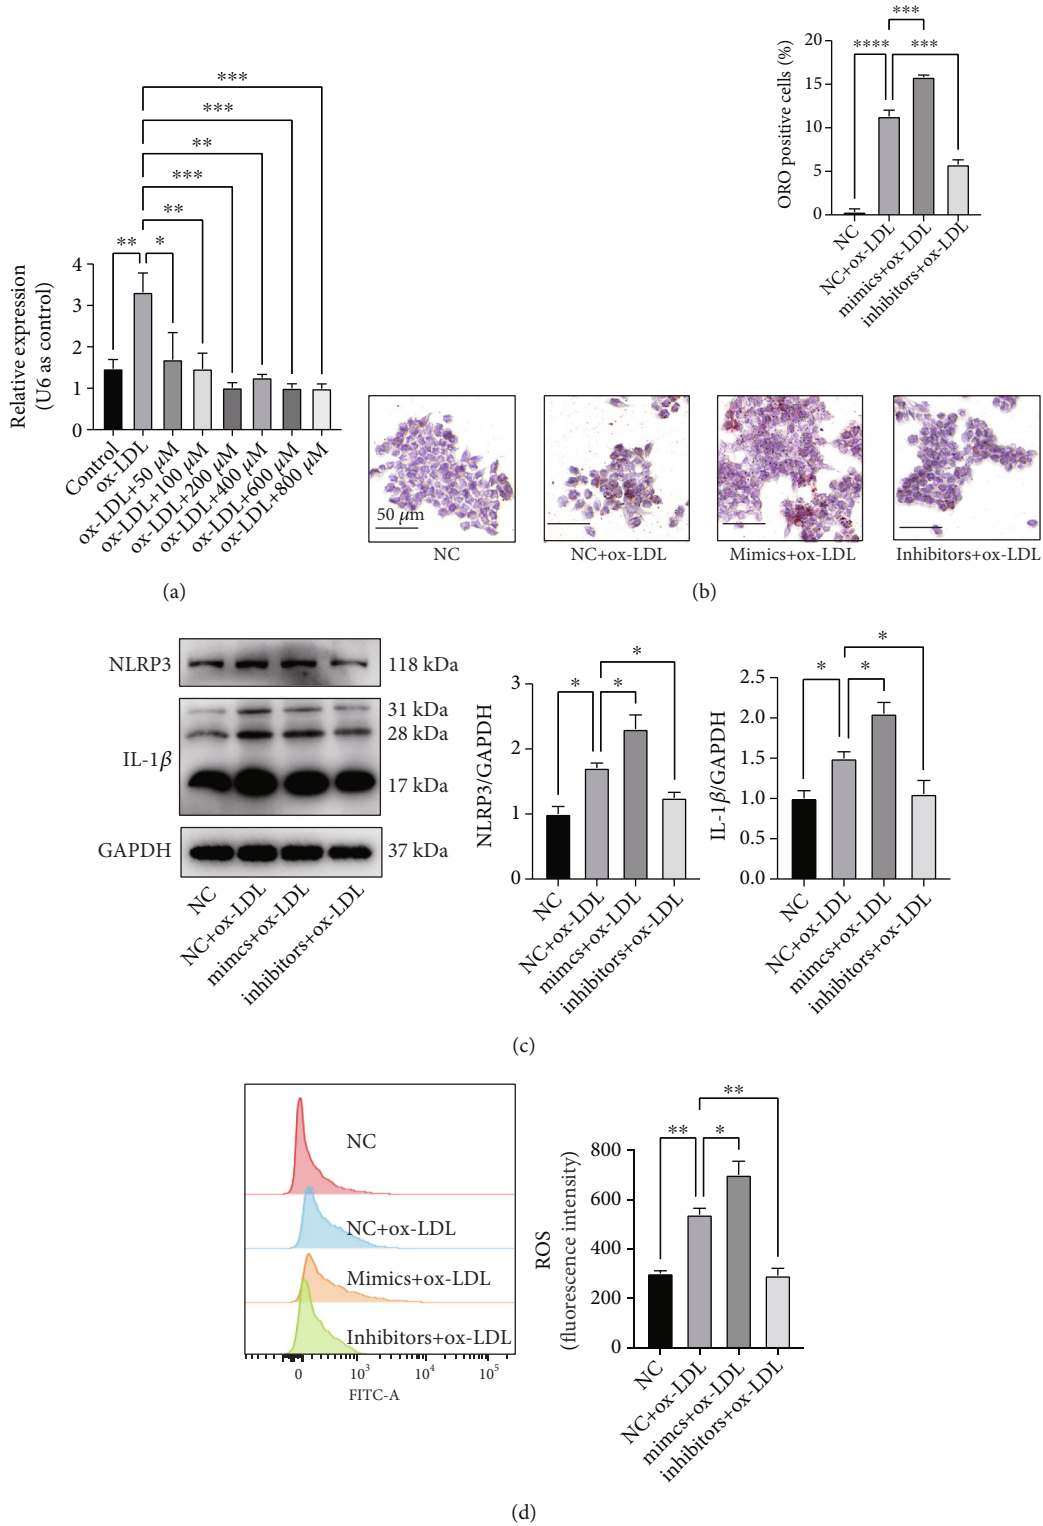 ***
***
**
***
**
**
*
4
3
2
1
0
Relative expression
(U6 as control)
Control
ox-LDL
ox-LDL+50 μM
ox-LDL+100 μM
ox-LDL+200 μM
ox-LDL+400 μM
ox-LDL+600 μM
ox-LDL+800 μM
(a)
***
****
***
20
15
10
5
0
ORO positive cells (%)
NC
NC+ox-LDL
mimics+ox-LDL
inhibitors+ox-LDL
50 μm
NC
NC+ox-LDL
Mimics+ox-LDL
Inhibitors+ox-LDL
(b)
NLRP3
118 kDa
31 kDa
28 kDa
IL-1β
17 kDa
GAPDH
37 kDa
NC
NC+ox-LDL
mimcs+ox-LDL
inhibitors+ox-LDL
*
*
*
3
2
1
0
NLRP3/GAPDH
NC
NC+ox-LDL
mimcs+ox-LDL
inhibitors+ox-LDL
*
*
*
2.5
2.0
1.5
1.0
0.5
0.0
IL-1β/GAPDH
NC
NC+ox-LDL
mimcs+ox-LDL
inhibitors+ox-LDL
(c)
NC
NC+ox-LDL
Mimics+ox-LDL
Inhibitors+ox-LDL
0
10³
10⁴
10⁵
FITC-A
**
**
*
800
600
400
200
0
ROS
(fluorescence intensity)
NC
NC+ox-LDL
mimcs+ox-LDL
inhibitors+ox-LDL
(d)